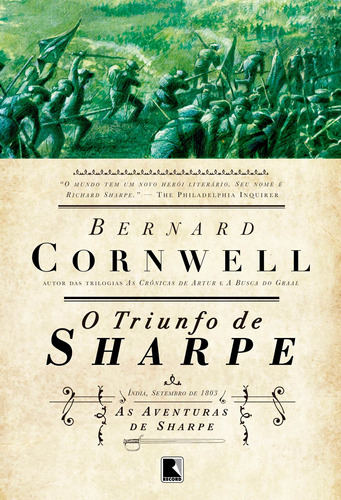 "O MUNDO TEM UM NOVO HERÓI LITERÁRIO. SEU NOME É
RICHARD SHARPE." — THE PHILADELPHIA INQUIRER
BERNARD
CORNWELL
AUTOR DAS TRILOGIAS AS CRÔNICAS DE ARTUR E A BUSCA DO GRAAL
O Triunfo de
SHARPE
ÍNDIA, SETEMBRO DE 1803
AS AVENTURAS
DE SHARPE
R
RECORD